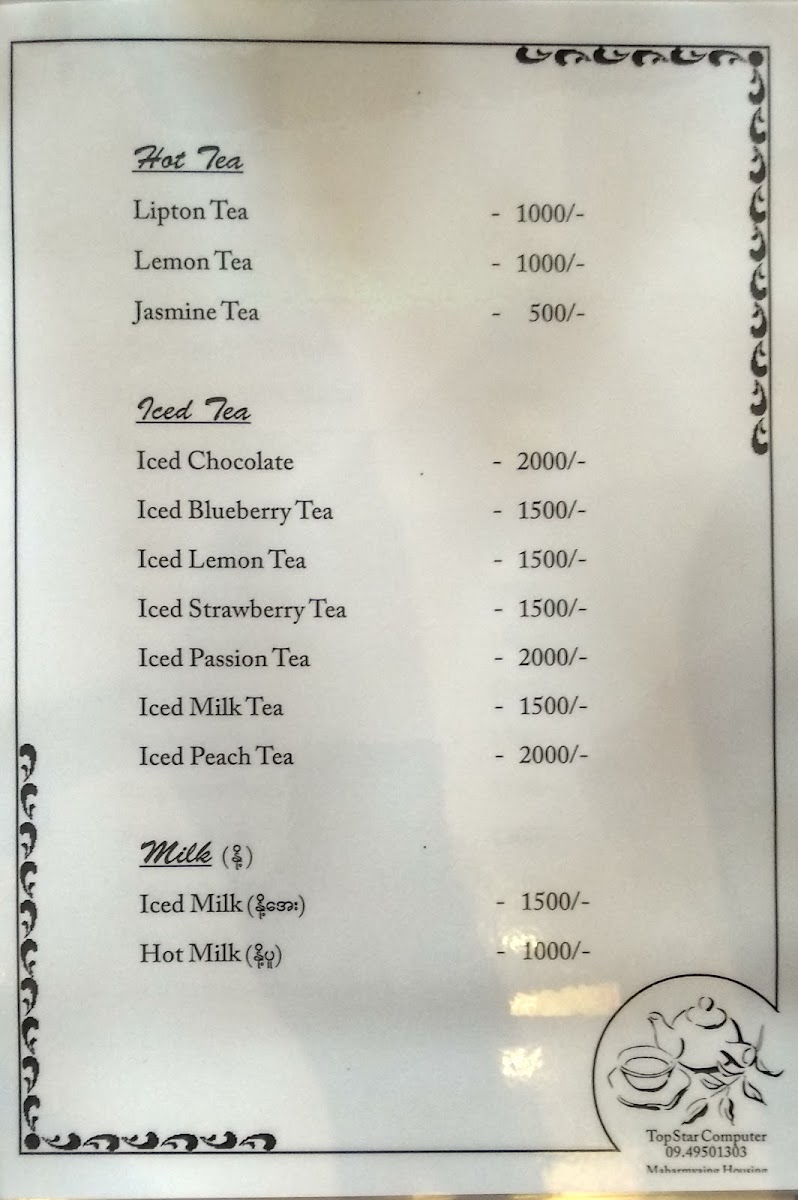 Hot Tea
Lipton Tea - 1000/-
Lemon Tea - 1000/-
Jasmine Tea - 500/-
Iced Tea
Iced Chocolate - 2000/-
Iced Blueberry Tea - 1500/-
Iced Lemon Tea - 1500/-
Iced Strawberry Tea - 1500/-
Iced Passion Tea - 2000/-
Iced Milk Tea - 1500/-
Iced Peach Tea - 2000/-
Milk (နို့)
Iced Milk (နို့အေး) - 1500/-
Hot Milk (နို့ပူ) - 1000/-
TopStar Computer
09.49501303
Housing